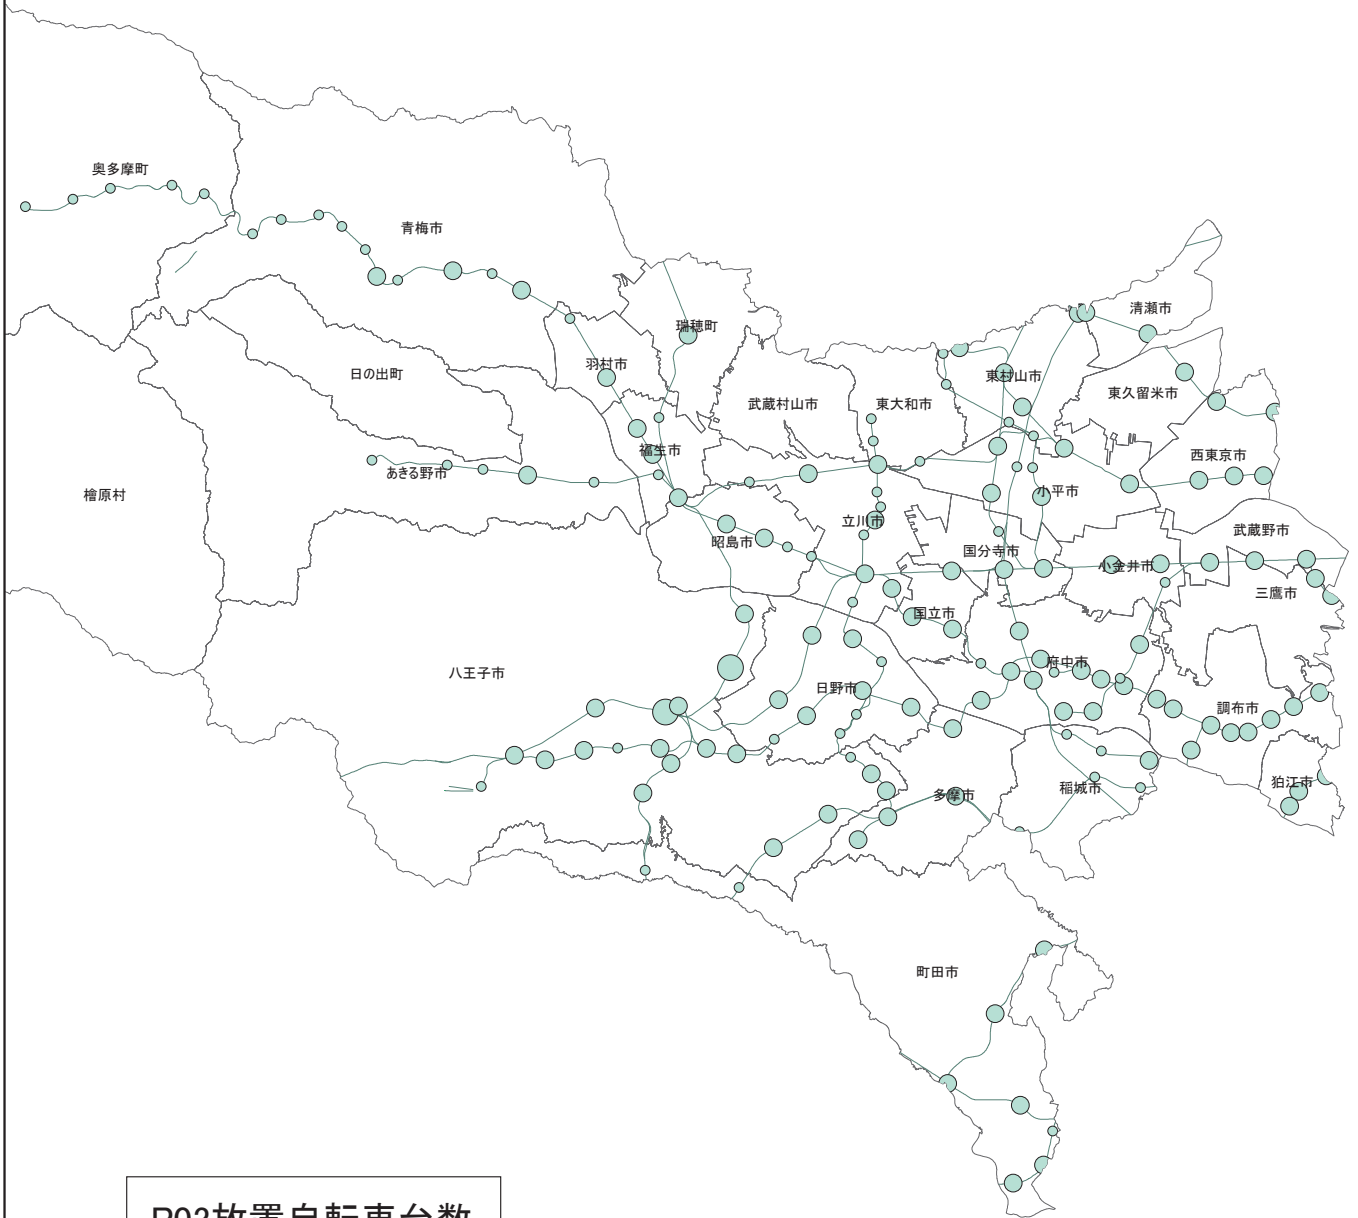 奥多摩町
青梅市
清瀬市
瑞穂町
羽村市
日の出町
東村山市
東久留米市
武蔵村山市
東大和市
福生市
西東京市
あきる野市
小平市
檜原村
立川市
武蔵野市
昭島市
国分寺市
小金井市
三鷹市
国立市
府中市
八王子市
日野市
調布市
狛江市
稲城市
多摩市
町田市